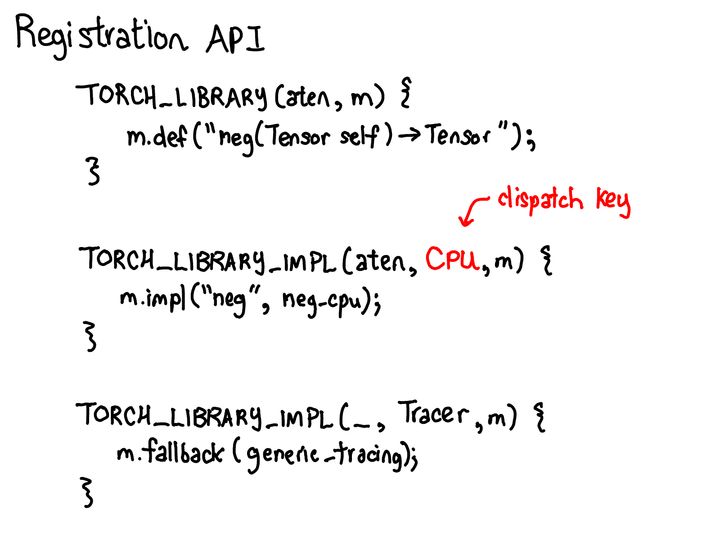 Registration API
TORCH_LIBRARY(aten, m) {
m.def("neg(Tensor self)→Tensor");
}
dispatch key
TORCH_LIBRARY_IMPL(aten, CPU, m) {
m.impl("neg", neg_cpu);
}
TORCH_LIBRARY_IMPL(_, Tracer, m) {
m.fallback(generic_tracing);
}